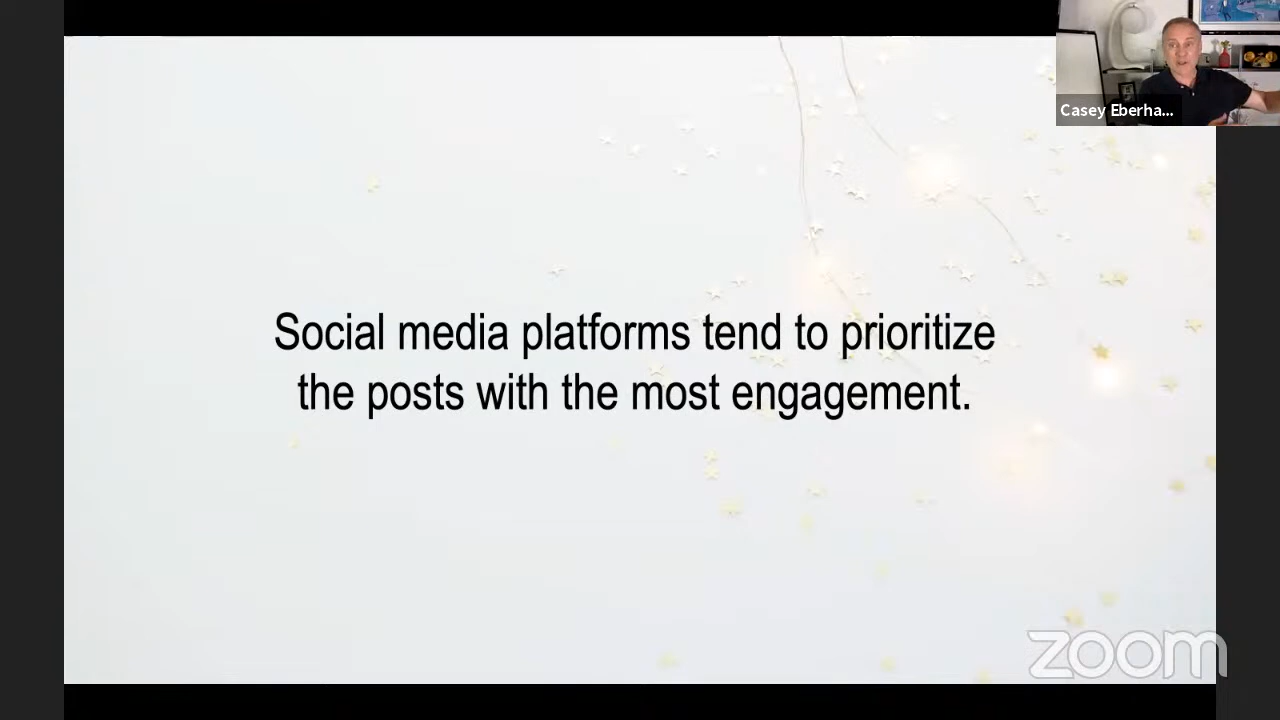 Casey Eberha...
Social media platforms tend to prioritize
the posts with the most engagement.
zoom